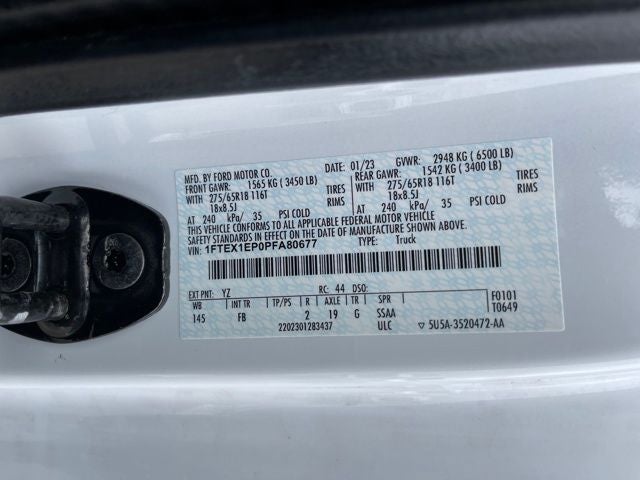 MFD. BY FORD MOTOR CO.
DATE: 01/23 GVWR: 2948 KG ( 6500 LB)
FRONT GAWR: 1565 KG ( 3450 LB)
REAR GAWR: 1542 KG ( 3400 LB)
WITH 275/65R18 116T TIRES
WITH 275/65R18 116T TIRES
18x8.5J RIMS
18x8.5J RIMS
AT 240 kPa/ 35 PSI COLD
AT 240 kPa/ 35 PSI COLD
THIS VEHICLE CONFORMS TO ALL APPLICABLE FEDERAL MOTOR VEHICLE
SAFETY STANDARDS IN EFFECT ON THE DATE OF MANUFACTURE SHOWN ABOVE.
VIN: 1FTEX1EP0PFA80677 TYPE: Truck
EXT PNT: YZ RC: 44 DSO:
WB INT TR TP/PS R AXLE TR SPR F0101
145 FB 2 19 G SSAA T0649
2202301283437 ULC 5U5A-3520472-AA